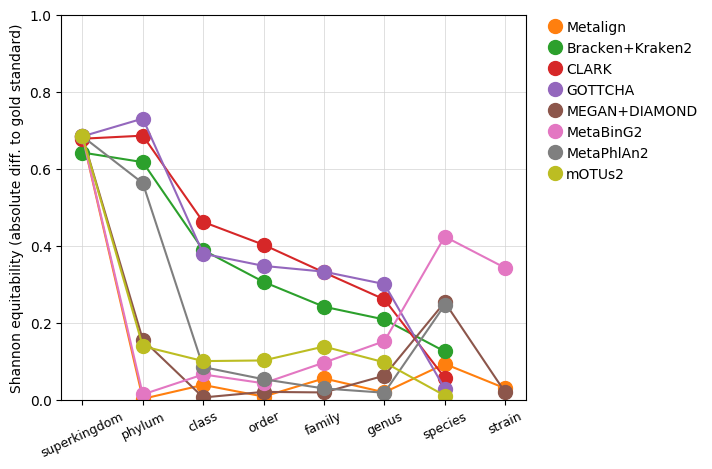 Shannon equitability (absolute diff. to gold standard)
1.0
0.8
0.6
0.4
0.2
0.0
superkingdom
phylum
class
order
family
genus
species
strain
Metalign
Bracken+Kraken2
CLARK
GOTTCHA
MEGAN+DIAMOND
MetaBinG2
MetaPhlAn2
mOTUs2